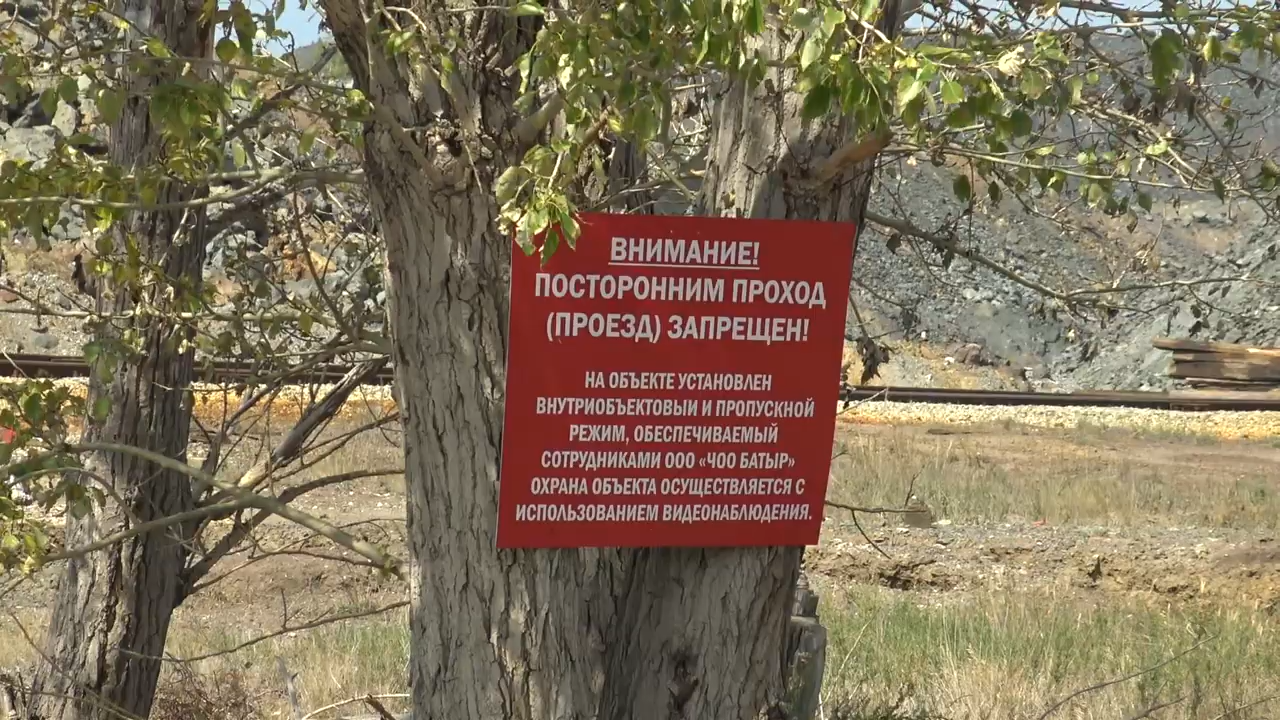 ВНИМАНИЕ!
ПОСТОРОННИМ ПРОХОД
(ПРОЕЗД) ЗАПРЕЩЕН!
НА ОБЪЕКТЕ УСТАНОВЛЕН
ВНУТРИОБЪЕКТОВЫЙ И ПРОПУСКНОЙ
РЕЖИМ, ОБЕСПЕЧИВАЕМЫЙ
СОТРУДНИКАМИ ООО «ЧОО БАТЫР»
ОХРАНА ОБЪЕКТА ОСУЩЕСТВЛЯЕТСЯ С
ИСПОЛЬЗОВАНИЕМ ВИДЕОНАБЛЮДЕНИЯ.